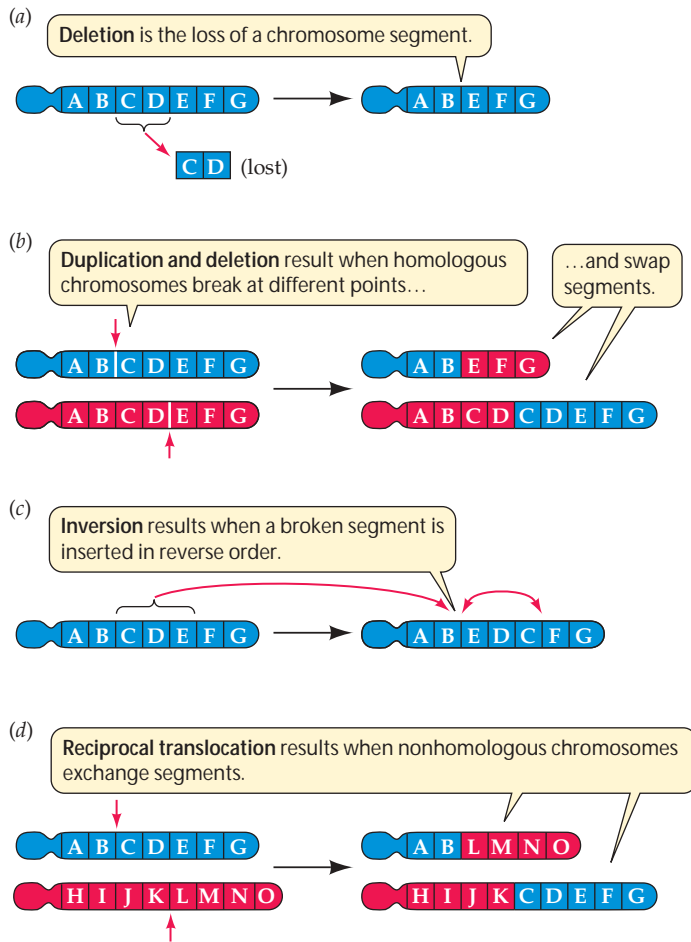 (a)
Deletion is the loss of a chromosome segment.
A B C D E F G
A B E F G
C D (lost)
(b)
Duplication and deletion result when homologous
chromosomes break at different points…
…and swap
segments.
A B C D E F G
A B E F G
A B C D E F G
A B C D C D E F G
(c)
Inversion results when a broken segment is
inserted in reverse order.
A B C D E F G
A B E D C F G
(d)
Reciprocal translocation results when nonhomologous chromosomes
exchange segments.
A B C D E F G
A B L M N O
H I J K L M N O
H I J K C D E F G